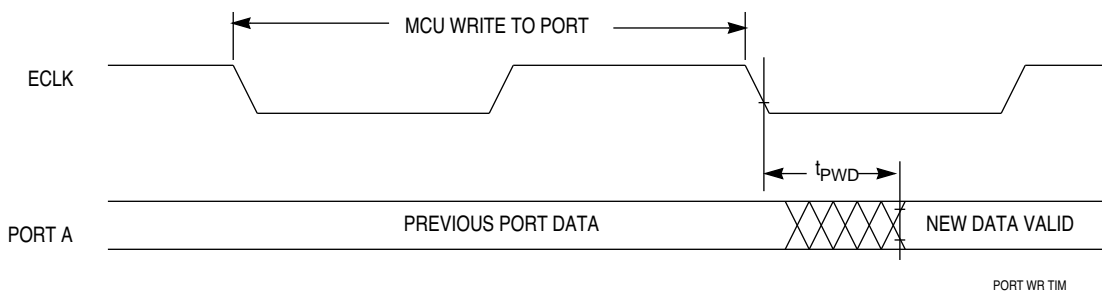 MCU WRITE TO PORT
ECLK
tPWD
PORT A
PREVIOUS PORT DATA
NEW DATA VALID
PORT WR TIM